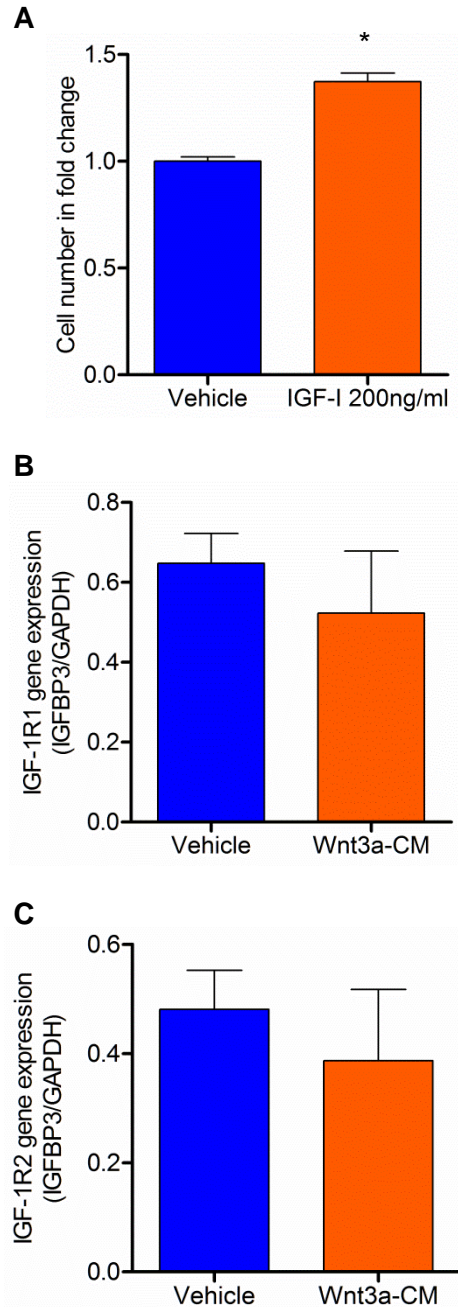 A
*
Cell number in fold change
1.5
1.0
0.5
0.0
Vehicle IGF-I 200ng/ml
B
IGF-1R1 gene expression
(IGFBP3/GAPDH)
0.8
0.6
0.4
0.2
0.0
Vehicle Wnt3a-CM
C
IGF-1R2 gene expression
(IGFBP3/GAPDH)
0.6
0.4
0.2
0.0
Vehicle Wnt3a-CM